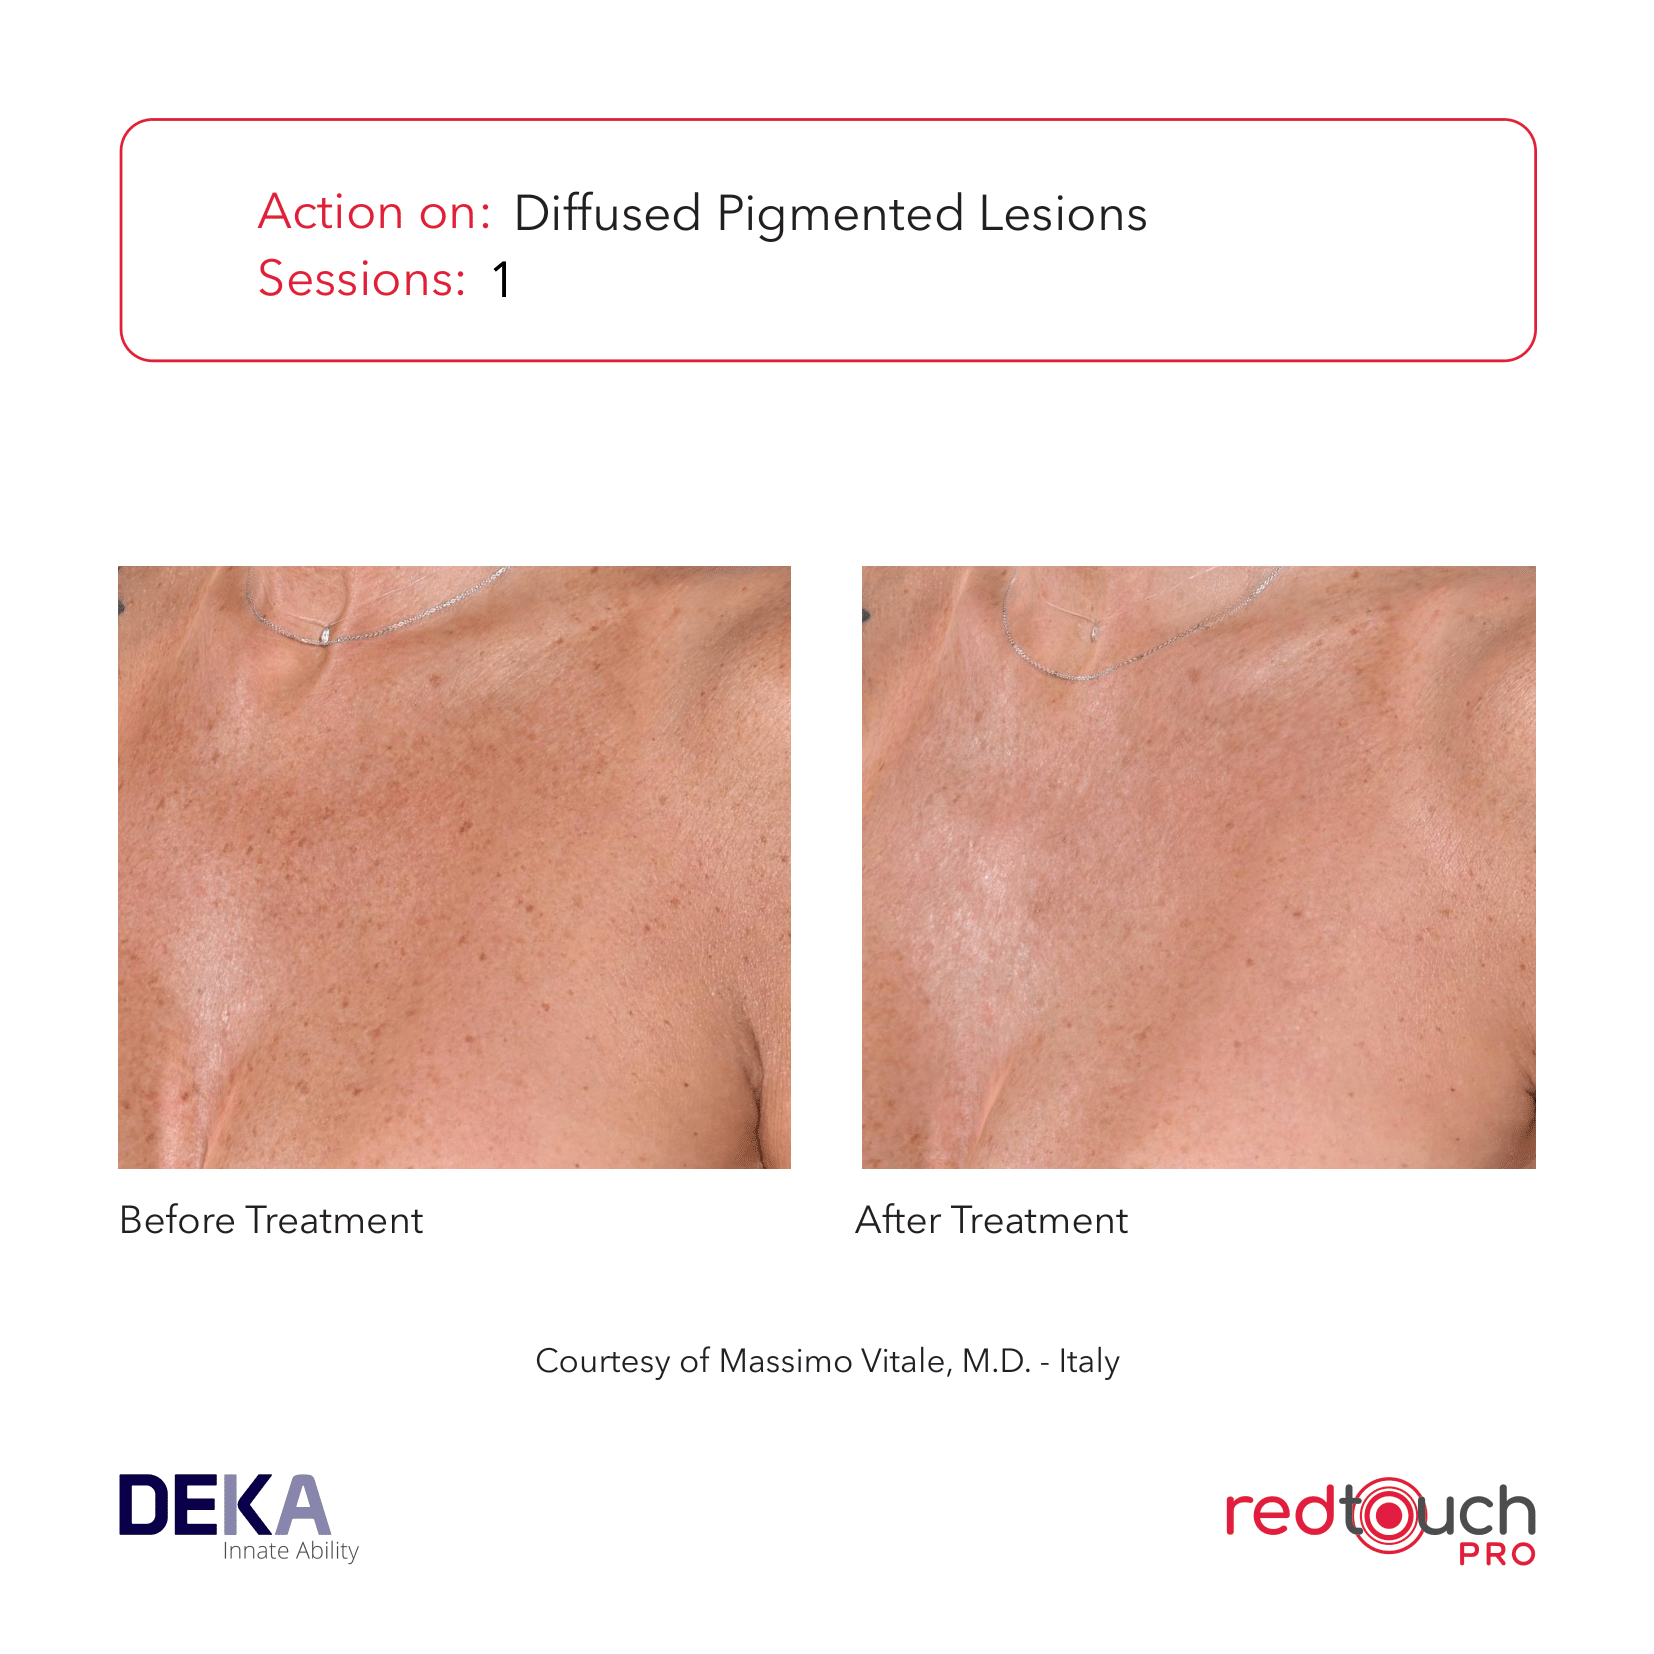 Action on: Diffused Pigmented Lesions
Sessions: 1
Before Treatment
After Treatment
Courtesy of Massimo Vitale, M.D. - Italy
DEKA
Innate Ability
redtouch
PRO